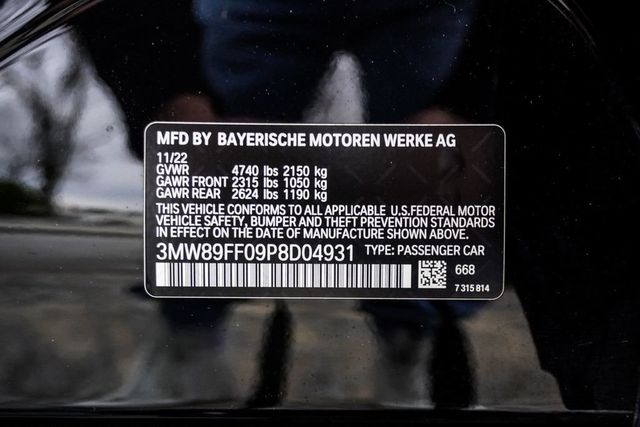 MFD BY BAYERISCHE MOTOREN WERKE AG
11/22
GVWR 4740 lbs 2150 kg
GAWR FRONT 2315 lbs 1050 kg
GAWR REAR 2624 lbs 1190 kg
THIS VEHICLE CONFORMS TO ALL APPLICABLE U.S.FEDERAL MOTOR
VEHICLE SAFETY, BUMPER AND THEFT PREVENTION STANDARDS
IN EFFECT ON THE DATE OF MANUFACTURE SHOWN ABOVE.
3MW89FF09P8D04931 TYPE: PASSENGER CAR
668
7 315 814